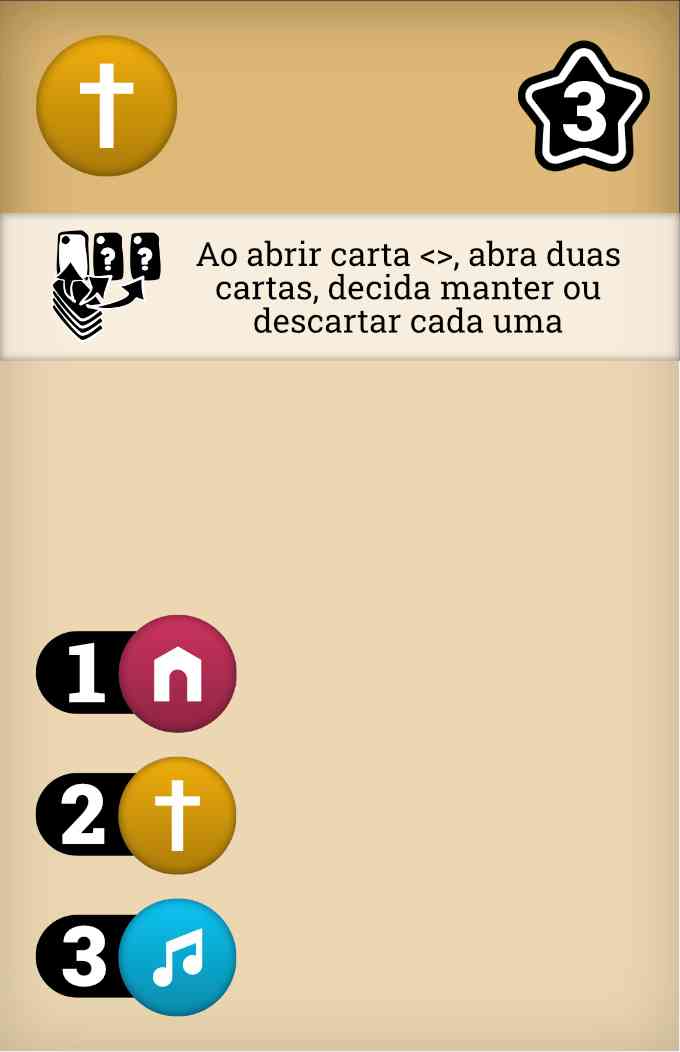 3
? ?
Ao abrir carta <>, abra duas
cartas, decida manter ou
descartar cada uma
1
2
3